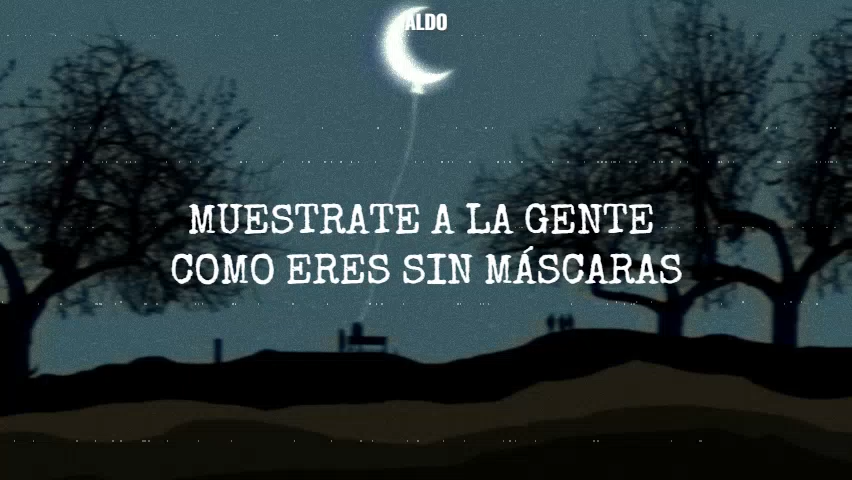 ALDO
MUESTRATE A LA GENTE
COMO ERES SIN MÁSCARAS